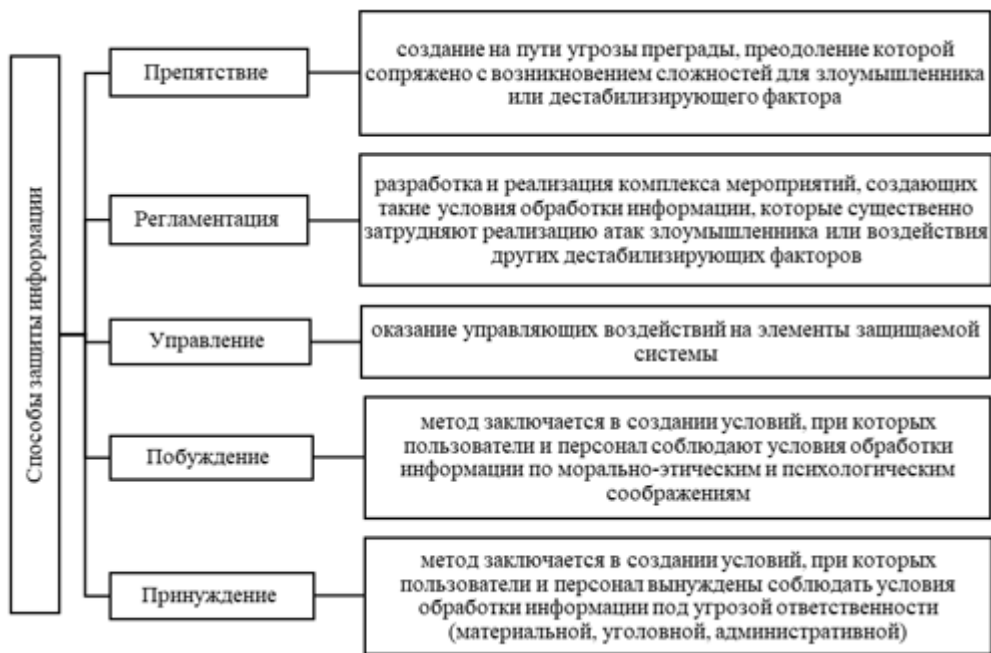 Способы защиты информации
Препятствие
создание на пути угрозы преграды, преодоление которой
сопряжено с возникновением сложностей для злоумышленника
или дестабилизирующего фактора
Регламентация
разработка и реализация комплекса мероприятий, создающих
такие условия обработки информации, которые существенно
затрудняют реализацию атак злоумышленника или воздействия
других дестабилизирующих факторов
Управление
оказание управляющих воздействий на элементы защищаемой
системы
Побуждение
метод заключается в создании условий, при которых
пользователи и персонал соблюдают условия обработки
информации по морально-этическим и психологическим
соображениям
Принуждение
метод заключается в создании условий, при которых
пользователи и персонал вынуждены соблюдать условия
обработки информации под угрозой ответственности
(материальной, уголовной, административной)